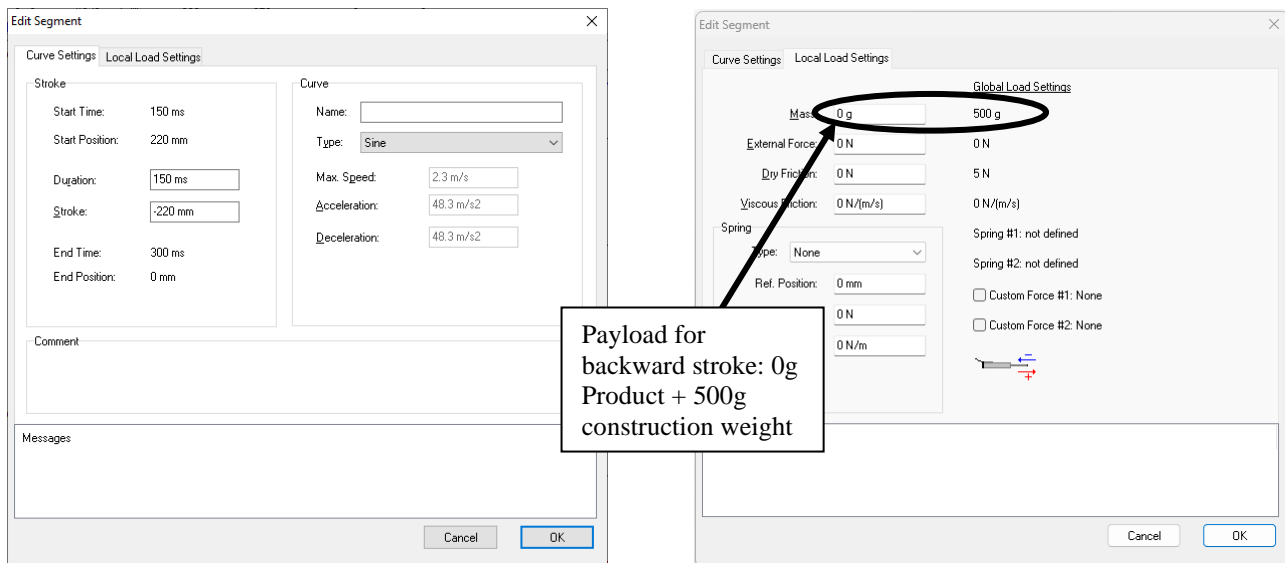 Edit Segment
Curve Settings Local Load Settings
Stroke
Start Time: 150 ms
Start Position: 220 mm
Duration: 150 ms
Stroke: -220 mm
End Time: 300 ms
End Position: 0 mm
Curve
Name:
Type: Sine
Max. Speed: 2.3 m/s
Acceleration: 48.3 m/s2
Deceleration: 48.3 m/s2
Comment
Messages
Cancel OK
Edit Segment
Curve Settings Local Load Settings
Global Load Settings
Mass: 0 g 500 g
External Force: 0 N 0 N
Dry Friction: 0 N 5 N
Viscous Friction: 0 N/(m/s) 0 N/(m/s)
Spring
Type: None
Ref. Position: 0 mm
0 N
0 N/m
Spring #1: not defined
Spring #2: not defined
Custom Force #1: None
Custom Force #2: None
−
+
Payload for
backward stroke: 0g
Product + 500g
construction weight
Cancel OK